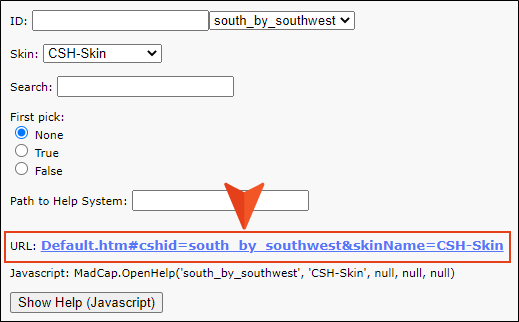 ID: south_by_southwest
Skin: CSH-Skin
Search:
First pick:
None
True
False
Path to Help System:
URL: Default.htm#cshid=south_by_southwest&skinName=CSH-Skin
Javascript: MadCap.OpenHelp('south_by_southwest', 'CSH-Skin', null, null, null)
Show Help (Javascript)